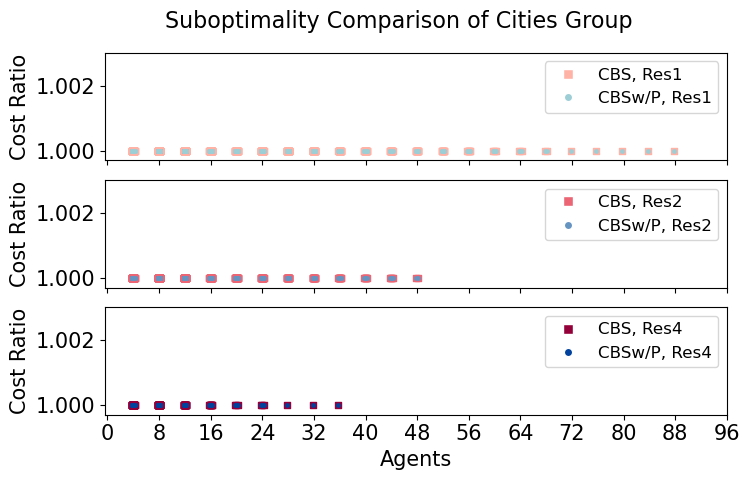 Suboptimality Comparison of Cities Group
Cost Ratio
1.002
1.000
CBS, Res1
CBSw/P, Res1
Cost Ratio
1.002
1.000
CBS, Res2
CBSw/P, Res2
Cost Ratio
1.002
1.000
CBS, Res4
CBSw/P, Res4
0 8 16 24 32 40 48 56 64 72 80 88 96
Agents